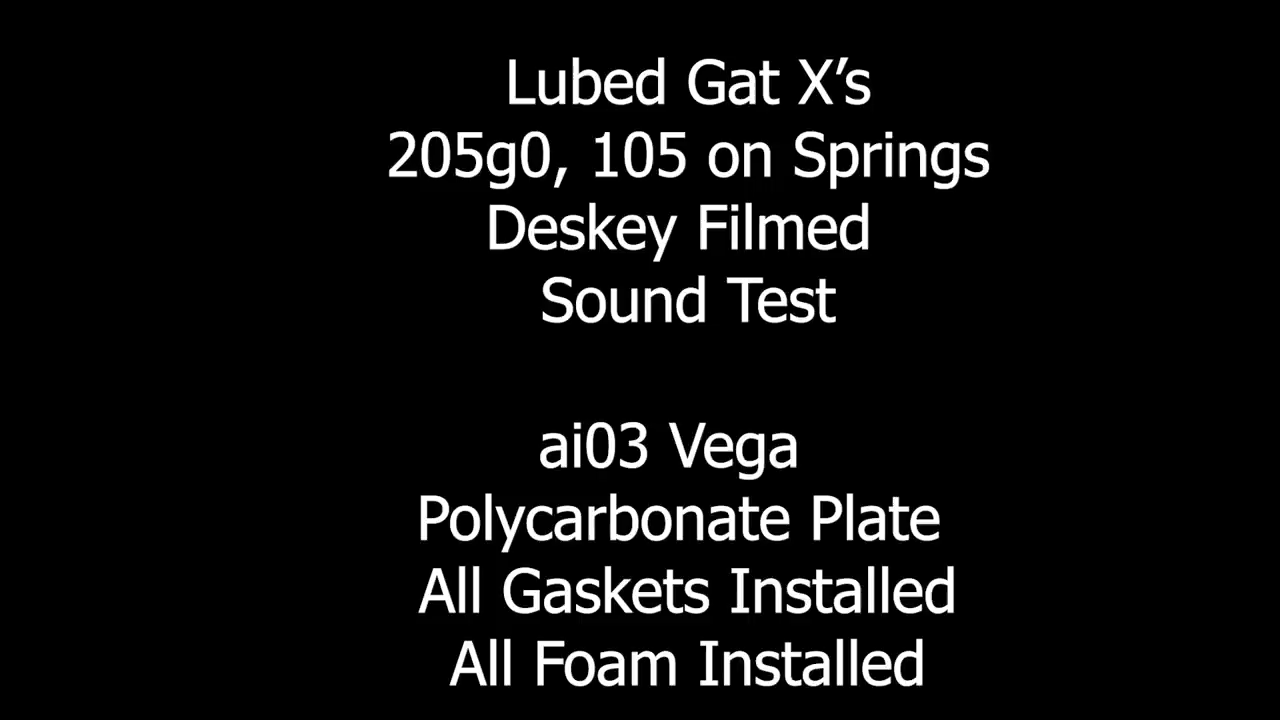 Lubed Gat X’s
205g0, 105 on Springs
Deskey Filmed
Sound Test
ai03 Vega
Polycarbonate Plate
All Gaskets Installed
All Foam Installed